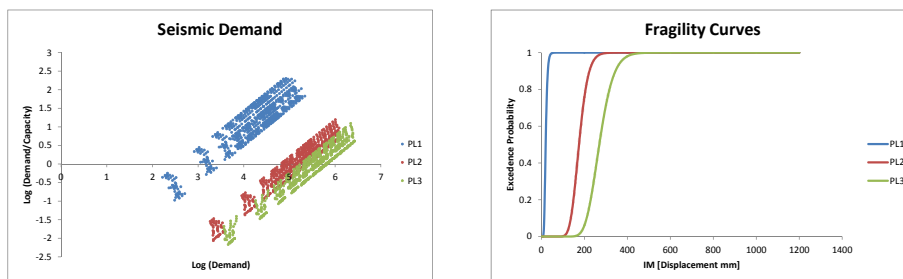 Seismic Demand
3
2.5
2
1.5
1
0.5
0
-0.5
-1
-1.5
-2
-2.5
0 1 2 3 4 5 6 7
Log (Demand/Capacity)
Log (Demand)
PL1
PL2
PL3
Fragility Curves
1
0.8
0.6
0.4
0.2
0
0 200 400 600 800 1000 1200 1400
Exceedence Probability
IM [Displacement mm]
PL1
PL2
PL3